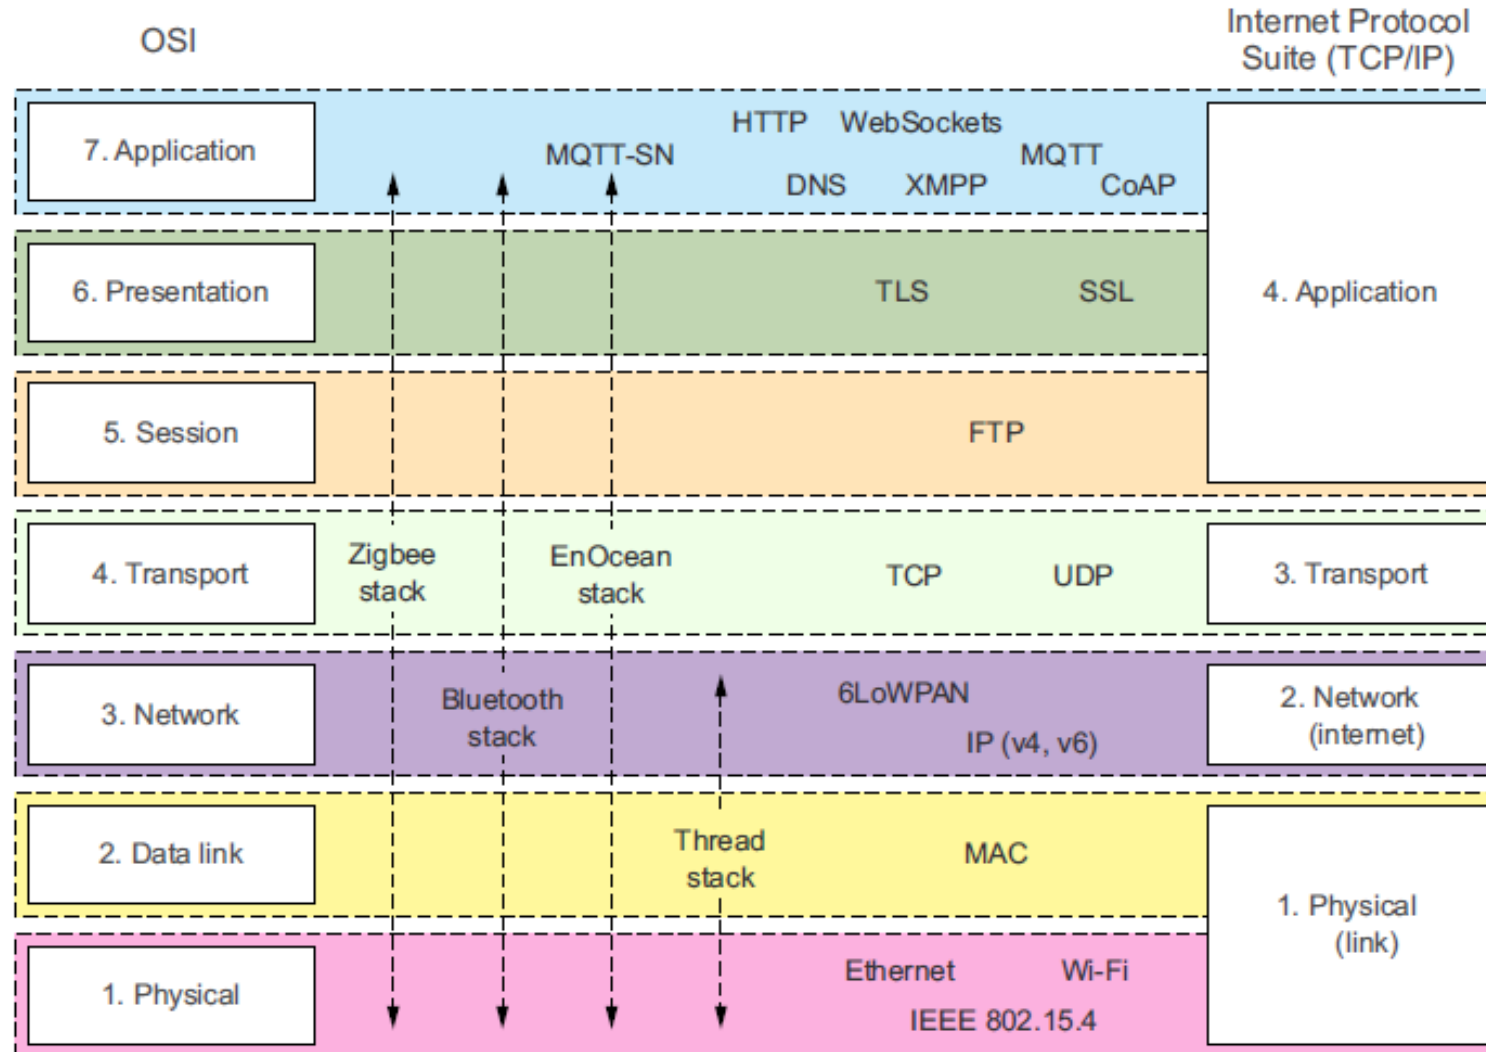 OSI
Internet Protocol
Suite (TCP/IP)
7. Application
HTTP WebSockets
MQTT-SN MQTT
DNS XMPP CoAP
6. Presentation
TLS SSL
4. Application
5. Session
FTP
4. Transport
Zigbee
stack
EnOcean
stack
TCP UDP
3. Transport
3. Network
Bluetooth
stack
6LoWPAN
IP (v4, v6)
2. Network
(internet)
2. Data link
Thread
stack
MAC
1. Physical
(link)
1. Physical
Ethernet Wi-Fi
IEEE 802.15.4